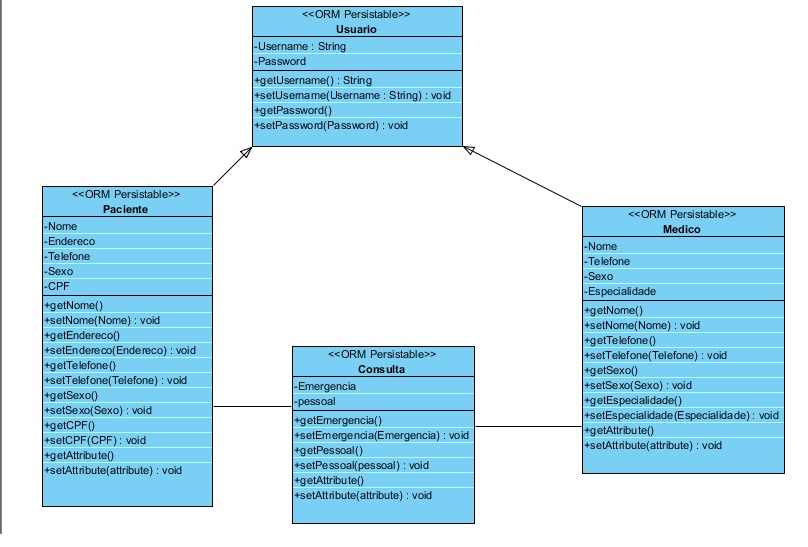 <<ORM Persistable>>
Usuario
-Username : String
-Password
+getUsername() : String
+setUsername(Username : String) : void
+getPassword()
+setPassword(Password) : void
<<ORM Persistable>>
Paciente
-Nome
-Endereco
-Telefone
-Sexo
-CPF
+getNome()
+setNome(Nome) : void
+getEndereco()
+setEndereco(Endereco) : void
+getTelefone()
+setTelefone(Telefone) : void
+getSexo()
+setSexo(Sexo) : void
+getCPF()
+setCPF(CPF) : void
+getAttribute()
+setAttribute(attribute) : void
<<ORM Persistable>>
Consulta
-Emergencia
-pessoal
+getEmergencia()
+setEmergencia(Emergencia) : void
+getPessoal()
+setPessoal(pessoal) : void
+getAttribute()
+setAttribute(attribute) : void
<<ORM Persistable>>
Medico
-Nome
-Telefone
-Sexo
-Especialidade
+getNome()
+setNome(Nome) : void
+getTelefone()
+setTelefone(Telefone) : void
+getSexo()
+setSexo(Sexo) : void
+getEspecialidade()
+setEspecialidade(Especialidade) : void
+getAttribute()
+setAttribute(attribute) : void